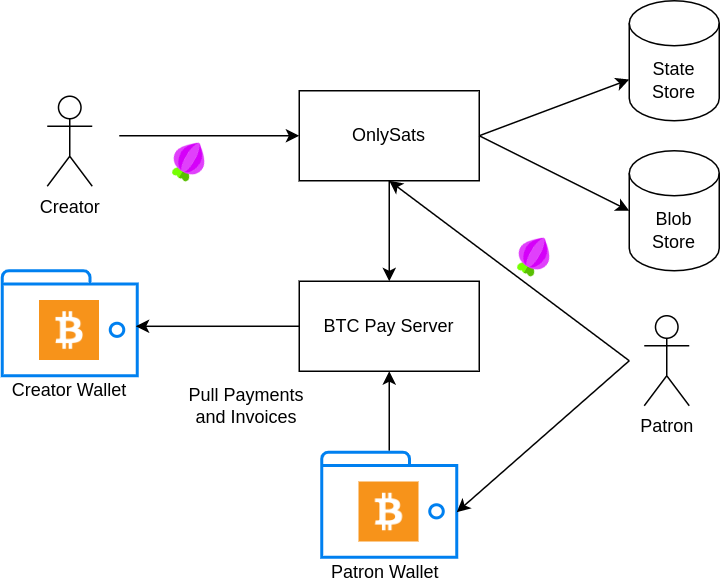 State
Store
OnlySats
Creator
Blob
Store
BTC Pay Server
Creator Wallet
Pull Payments
and Invoices
Patron
Patron Wallet